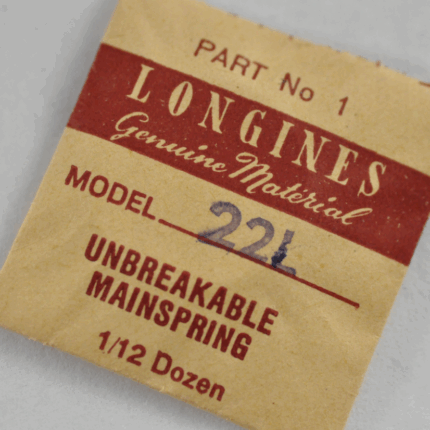 PART No 1
LONGINES
Genuine Material
MODEL 22L
UNBREAKABLE
MAINSPRING
1/12 Dozen